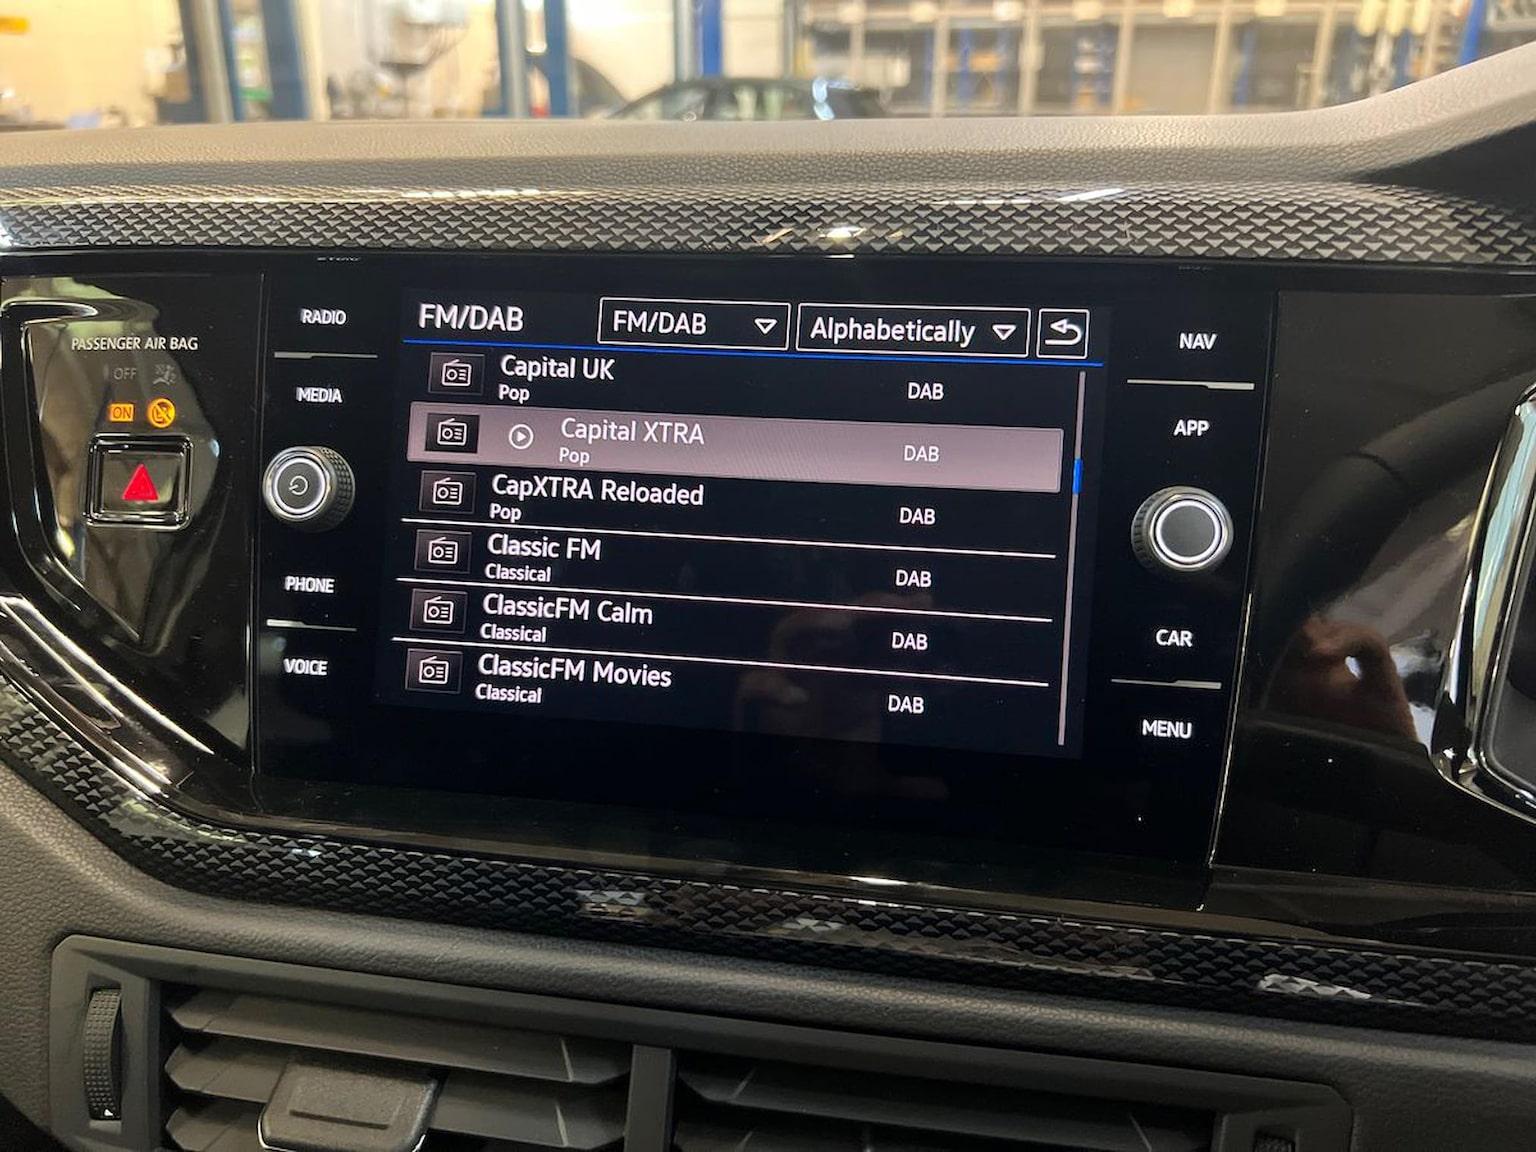 PASSENGER AIR BAG
OFF
ON
RADIO
MEDIA
PHONE
VOICE
FM/DAB
FM/DAB
Alphabetically
Capital UK
Pop
DAB
Capital XTRA
Pop
DAB
CapXTRA Reloaded
Pop
DAB
Classic FM
Classical
DAB
ClassicFM Calm
Classical
DAB
ClassicFM Movies
Classical
DAB
NAV
APP
CAR
MENU